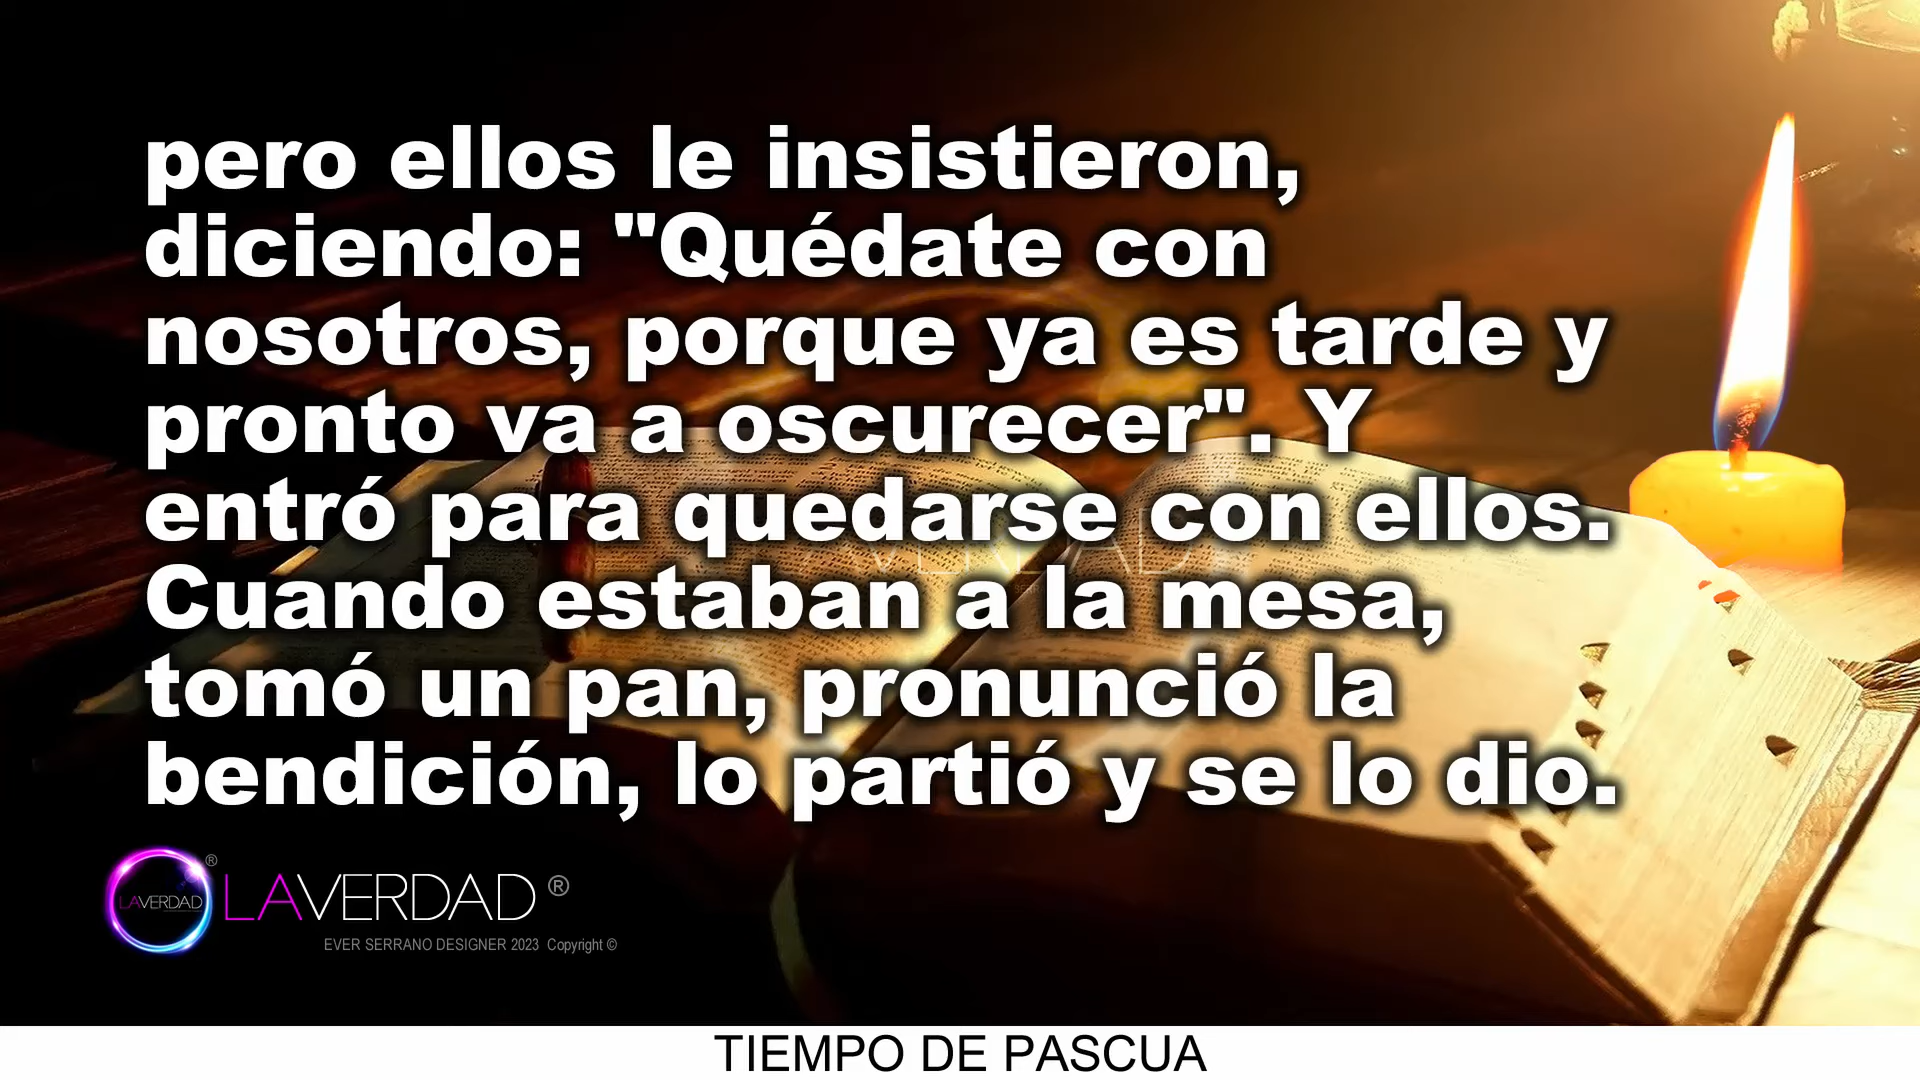 pero ellos le insistieron,
diciendo: "Quédate con
nosotros, porque ya es tarde y
pronto va a oscurecer". Y
entró para quedarse con ellos.
Cuando estaban a la mesa,
tomó un pan, pronunció la
bendición, lo partió y se lo dio.
LAVERDAD ®
LAVERDAD ®
EVER SERRANO DESIGNER 2023 Copyright ©
TIEMPO DE PASCUA